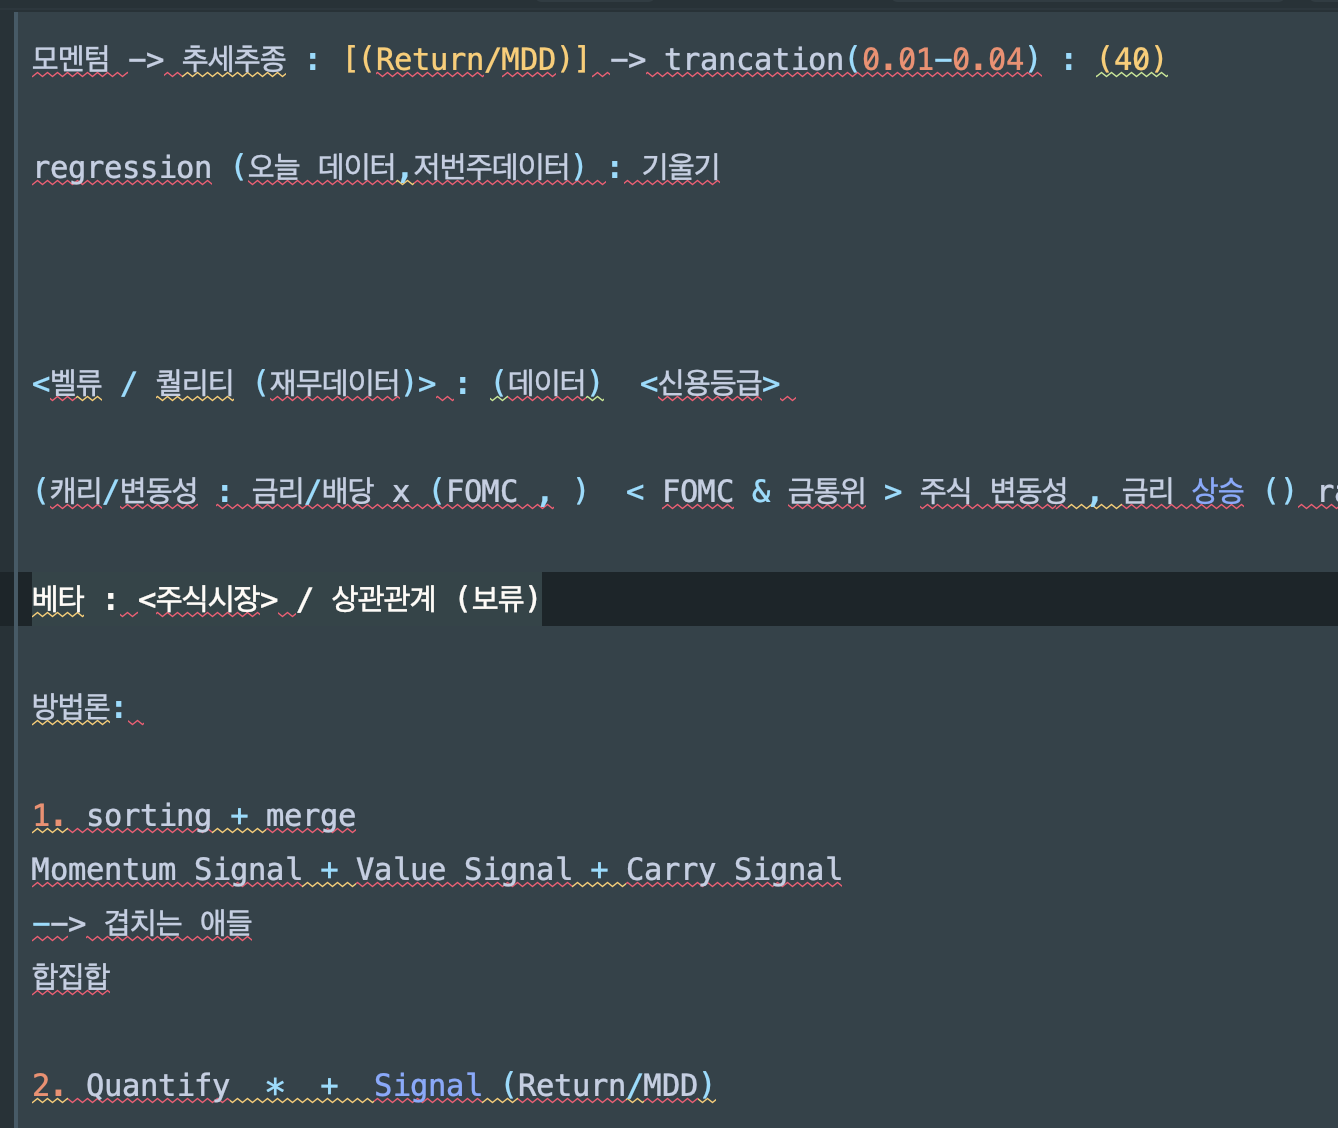 모멘텀 -> 추세추종 : [(Return/MDD)] -> trancation(0.01-0.04) : (40)
regression (오늘 데이터,저번주데이터) : 기울기
<벨류 / 퀄리티 (재무데이터)> : (데이터) <신용등급>
(캐리/변동성 : 금리/배당 x (FOMC , ) < FOMC & 금통위 > 주식 변동성 , 금리 상승 ()
베타 : <주식시장> / 상관관계 (보류)
방법론:
1. sorting + merge
Momentum Signal + Value Signal + Carry Signal
--> 겹치는 애들
합집합
2. Quantify * + Signal (Return/MDD)